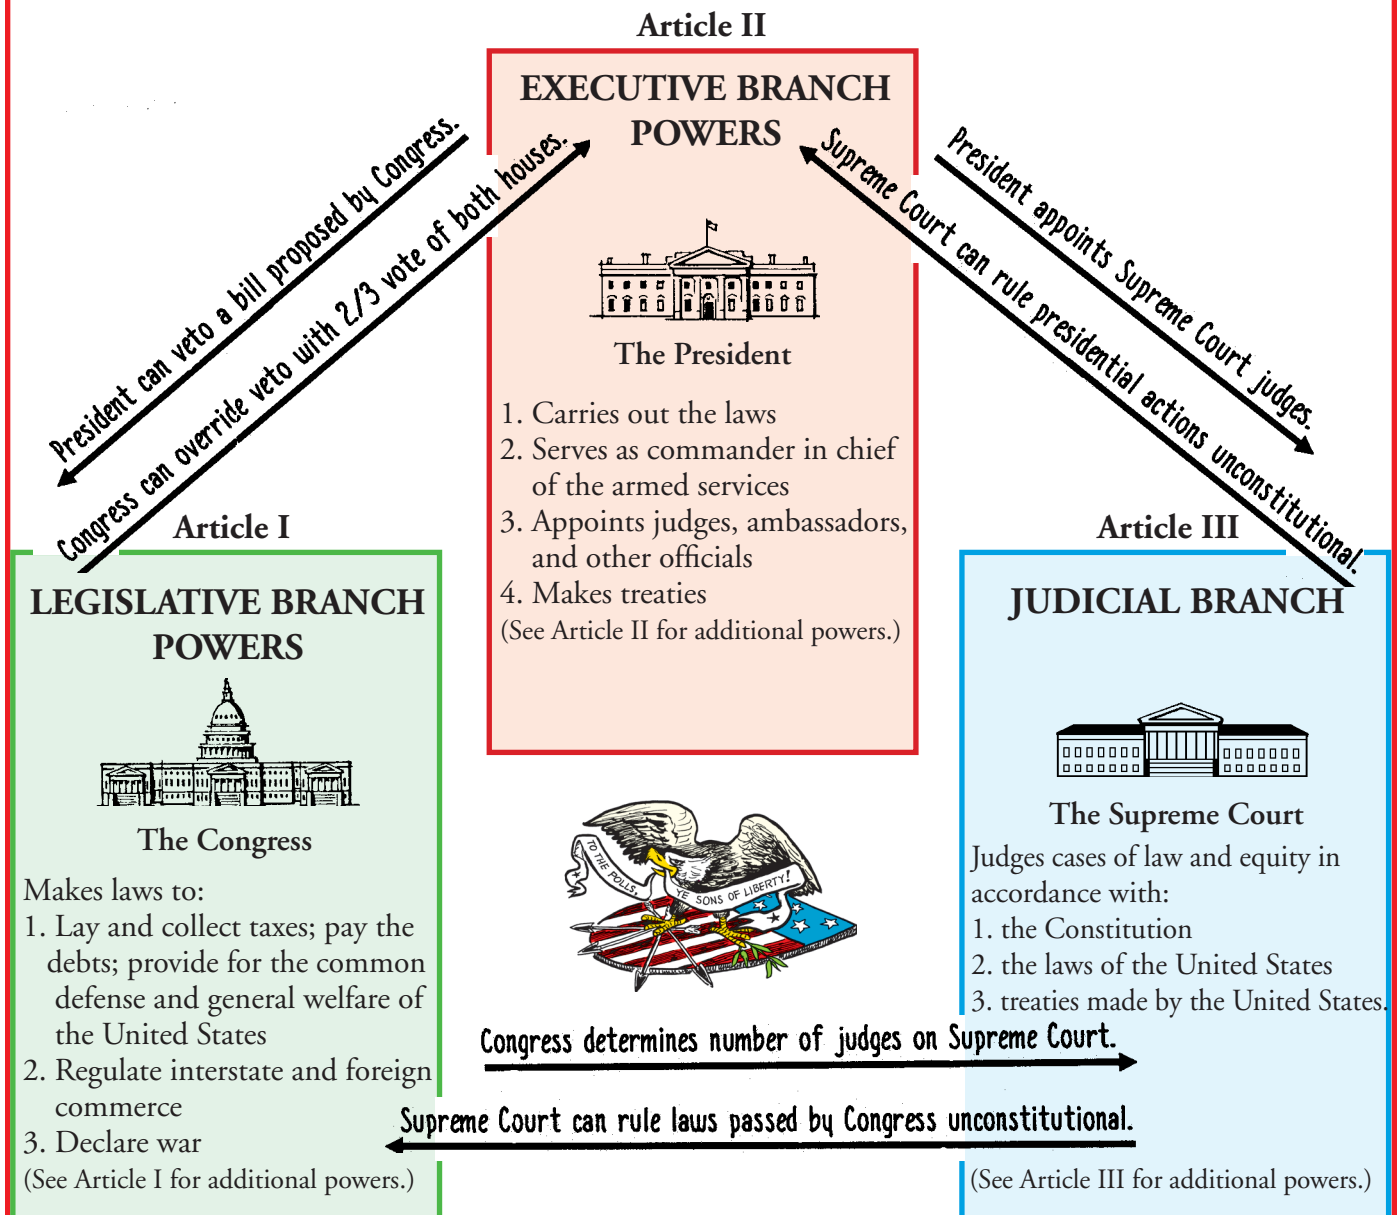 Article II
EXECUTIVE BRANCH
POWERS
President can veto a bill proposed by Congress.
Congress can override veto with 2/3 vote of both houses.
President appoints Supreme Court judges.
Supreme Court can rule presidential actions unconstitutional.
The President
1. Carries out the laws
2. Serves as commander in chief
of the armed services
3. Appoints judges, ambassadors,
and other officials
4. Makes treaties
(See Article II for additional powers.)
Article I
LEGISLATIVE BRANCH
POWERS
The Congress
Makes laws to:
1. Lay and collect taxes; pay the
debts; provide for the common
defense and general welfare of
the United States
2. Regulate interstate and foreign
commerce
3. Declare war
(See Article I for additional powers.)
Article III
JUDICIAL BRANCH
The Supreme Court
Judges cases of law and equity in
accordance with:
1. the Constitution
2. the laws of the United States
3. treaties made by the United States.
(See Article III for additional powers.)
TO THE POLLS,
YE SONS OF LIBERTY!
Congress determines number of judges on Supreme Court.
Supreme Court can rule laws passed by Congress unconstitutional.